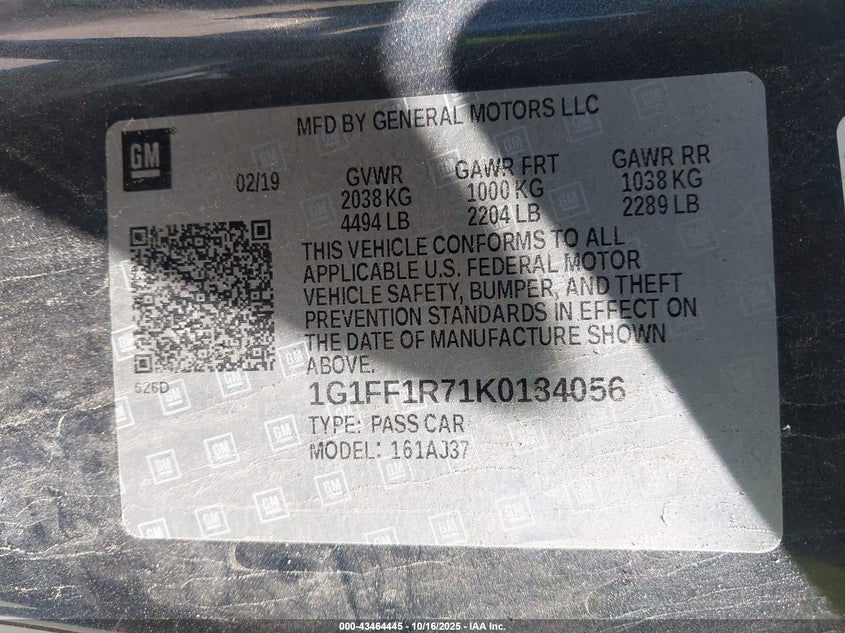 MFD BY GENERAL MOTORS LLC
GM
02/19
GVWR GAWR FRT GAWR RR
2038 KG 1000 KG 1038 KG
4494 LB 2204 LB 2289 LB
THIS VEHICLE CONFORMS TO ALL
APPLICABLE U.S. FEDERAL MOTOR
VEHICLE SAFETY, BUMPER, AND THEFT
PREVENTION STANDARDS IN EFFECT ON
THE DATE OF MANUFACTURE SHOWN
ABOVE.
626D
1G1FF1R71K0134056
TYPE: PASS CAR
MODEL: 161AJ37
000-43464445 - 10/16/2025 - IAA Inc.